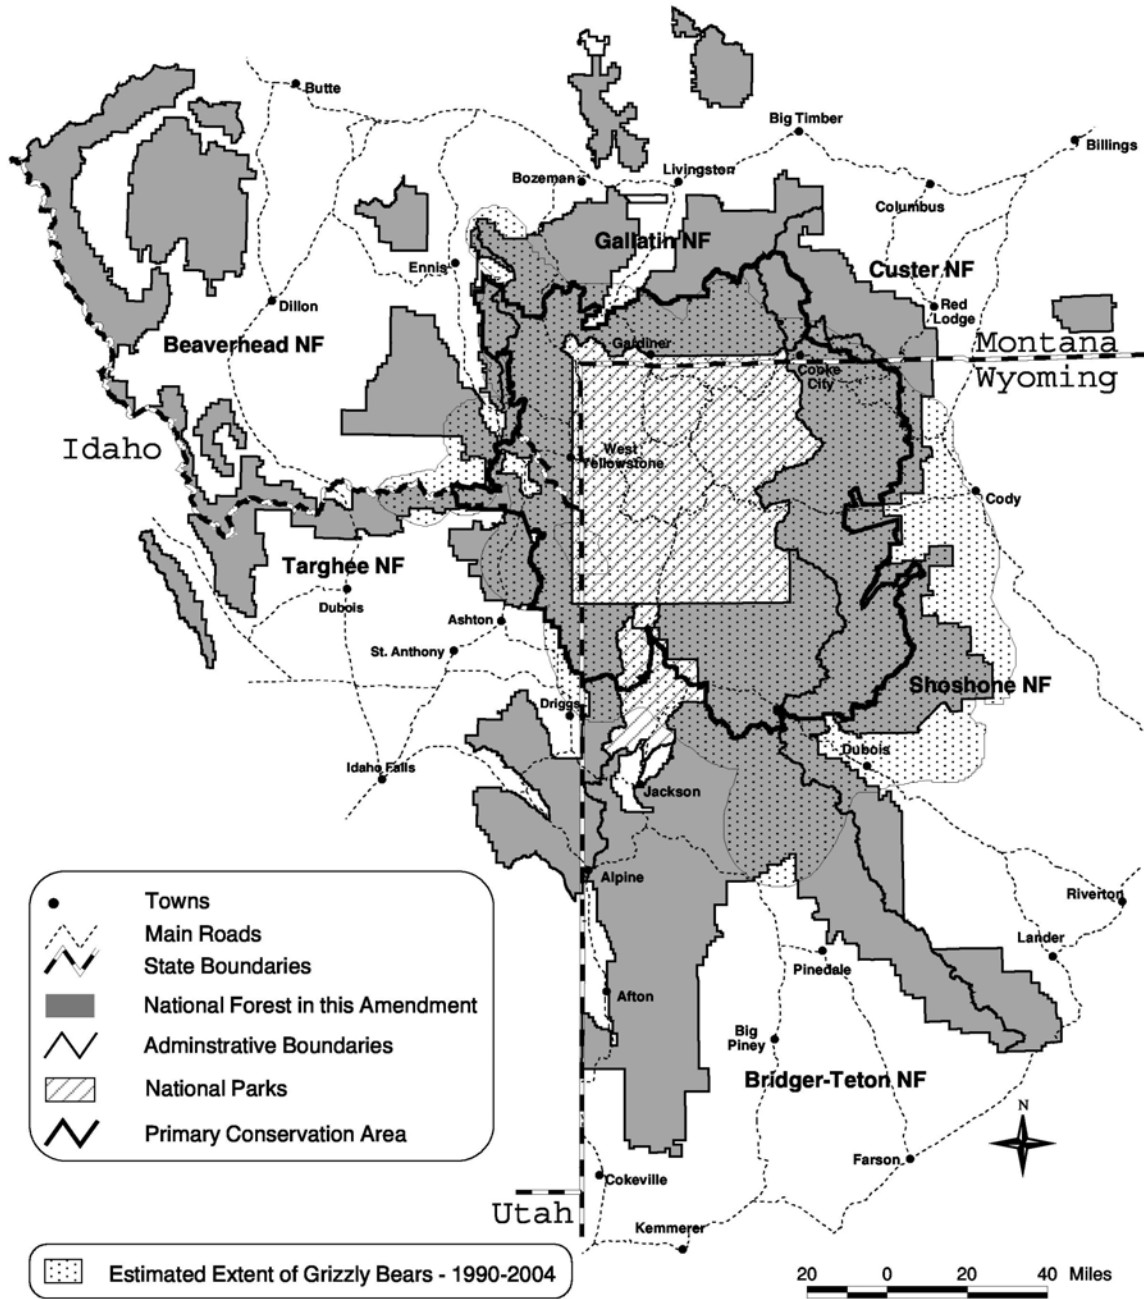 Butte
Big Timber
Billings
Bozeman
Livingston
Columbus
Gallatin NF
Ennis
Custer NF
Dillon
Red
Lodge
Beaverhead NF
Gardiner
Montana
Cooke
City
Wyoming
Idaho
West
Yellowstone
Cody
Targhee NF
Dubois
Ashton
St. Anthony
Shoshone NF
Driggs
Dubois
Idaho Falls
Jackson
Alpine
Riverton
Lander
Pinedale
Afton
Big
Piney
Bridger-Teton NF
Farson
Cokeville
Utah
Kemmerer
N
Towns
Main Roads
State Boundaries
National Forest in this Amendment
Adminstrative Boundaries
National Parks
Primary Conservation Area
Estimated Extent of Grizzly Bears - 1990-2004
20 0 20 40 Miles